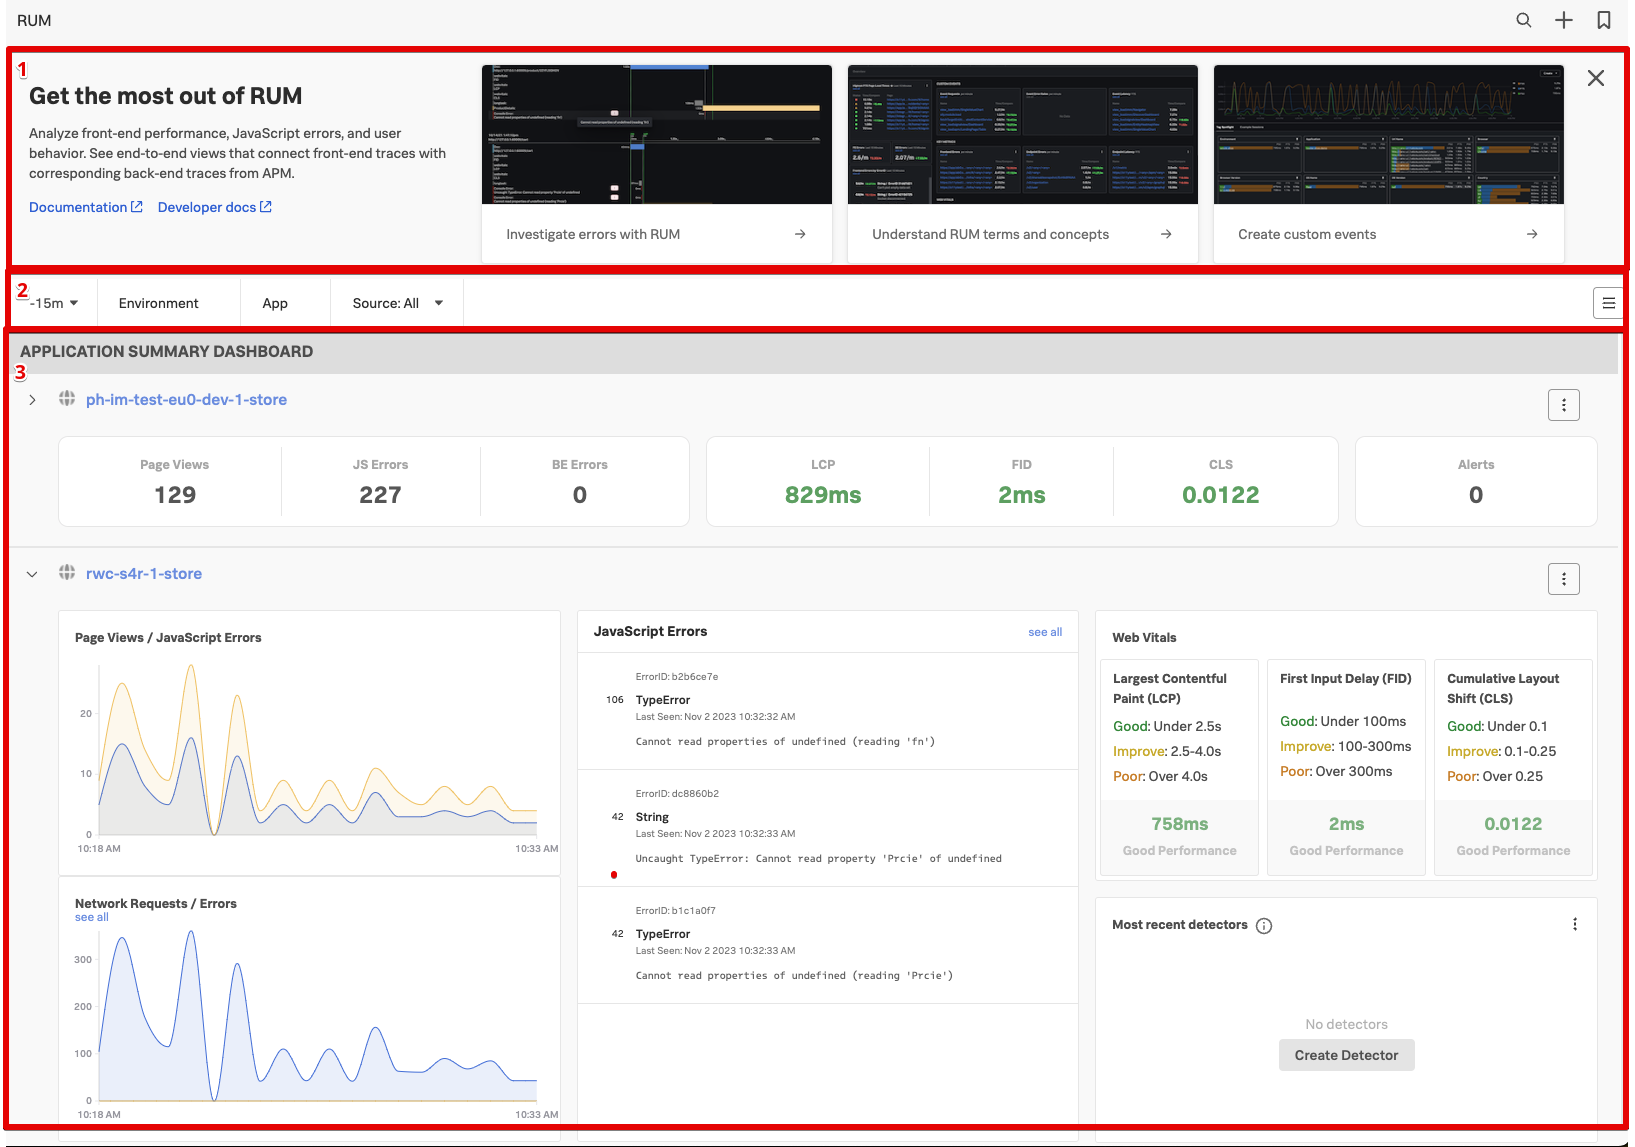 RUM
1
Get the most out of RUM
Analyze front-end performance, JavaScript errors, and user
behavior. See end-to-end views that connect front-end traces with
corresponding back-end traces from APM.
Documentation
Developer docs
Investigate errors with RUM
Understand RUM terms and concepts
Create custom events
2
-15m
Environment
App
Source: All
APPLICATION SUMMARY DASHBOARD
3
ph-im-test-eu0-dev-1-store
Page Views
129
JS Errors
227
BE Errors
0
LCP
829ms
FID
2ms
CLS
0.0122
Alerts
0
rwc-s4r-1-store
Page Views / JavaScript Errors
20
10
0
10:18 AM
10:33 AM
Network Requests / Errors
see all
300
200
100
0
10:18 AM
10:33 AM
JavaScript Errors
see all
ErrorID: b2b6ce7e
106 TypeError
Last Seen: Nov 2 2023 10:32:32 AM
Cannot read properties of undefined (reading 'fn')
ErrorID: dc8860b2
42 String
Last Seen: Nov 2 2023 10:32:33 AM
Uncaught TypeError: Cannot read property 'Prcie' of undefined
ErrorID: b1c1a0f7
42 TypeError
Last Seen: Nov 2 2023 10:32:33 AM
Cannot read properties of undefined (reading 'Prcie')
Web Vitals
Largest Contentful
Paint (LCP)
Good: Under 2.5s
Improve: 2.5-4.0s
Poor: Over 4.0s
758ms
Good Performance
First Input Delay (FID)
Good: Under 100ms
Improve: 100-300ms
Poor: Over 300ms
2ms
Good Performance
Cumulative Layout
Shift (CLS)
Good: Under 0.1
Improve: 0.1-0.25
Poor: Over 0.25
0.0122
Good Performance
Most recent detectors
No detectors
Create Detector